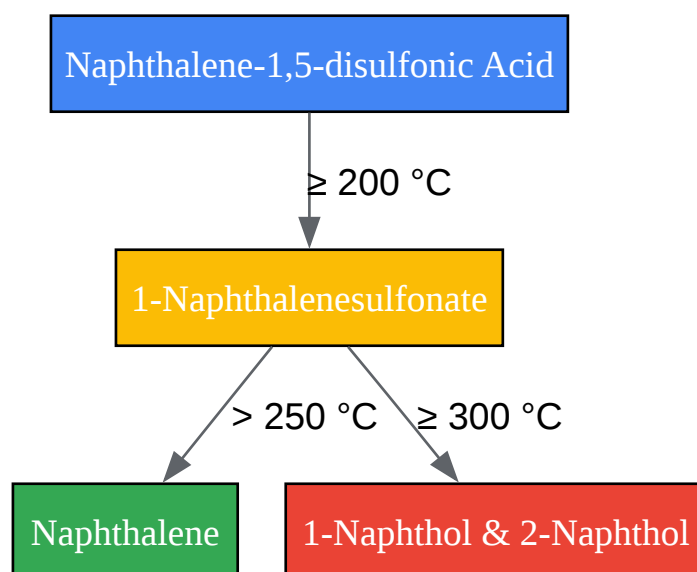 Naphthalene-1,5-disulfonic Acid
≥ 200 °C
1-Naphthalenesulfonate
> 250 °C
≥ 300 °C
Naphthalene
1-Naphthol & 2-Naphthol